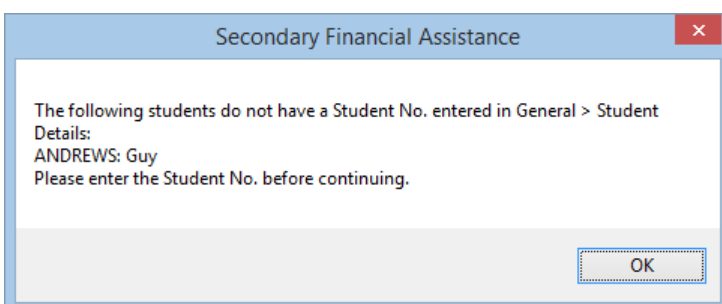 Secondary Financial Assistance
The following students do not have a Student No. entered in General > Student
Details:
ANDREWS: Guy
Please enter the Student No. before continuing.
OK